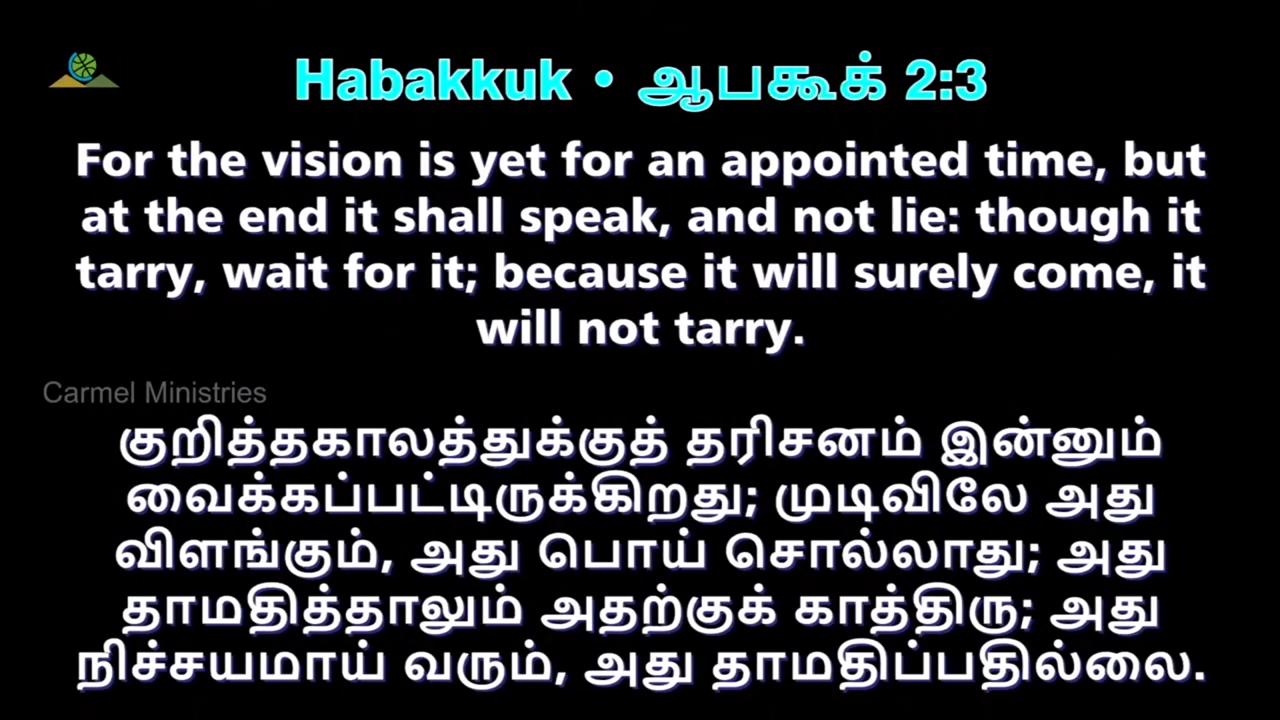 Habakkuk • ஆபகூக் 2:3
For the vision is yet for an appointed time, but
at the end it shall speak, and not lie: though it
tarry, wait for it; because it will surely come, it
will not tarry.
Carmel Ministries
குறித்தகாலத்துக்குத் தரிசனம் இன்னும்
வைக்கப்பட்டிருக்கிறது; முடிவிலே அது
விளங்கும், அது பொய் சொல்லாது; அது
தாமதித்தாலும் அதற்குக் காத்திரு; அது
நிச்சயமாய் வரும், அது தாமதிப்பதில்லை.